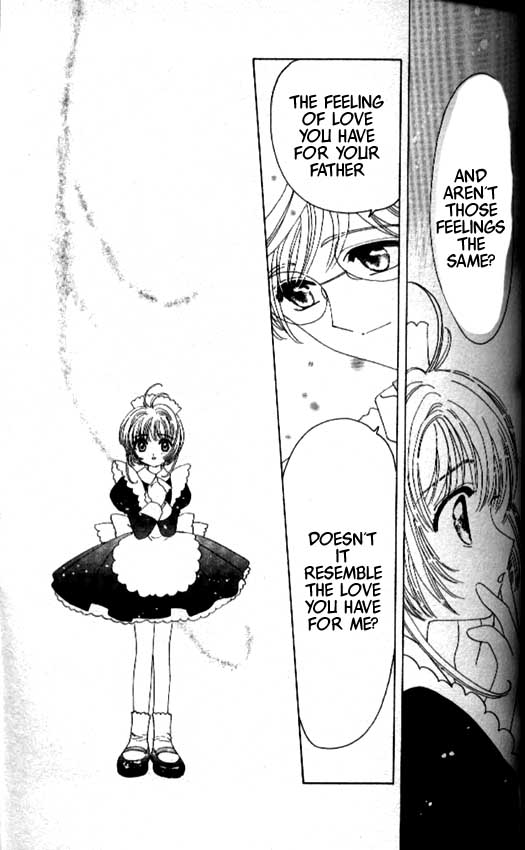 AND
AREN'T
THOSE
FEELINGS
THE
SAME?
THE FEELING
OF LOVE
YOU HAVE
FOR YOUR
FATHER
DOESN'T
IT
RESEMBLE
THE LOVE
YOU HAVE
FOR ME?